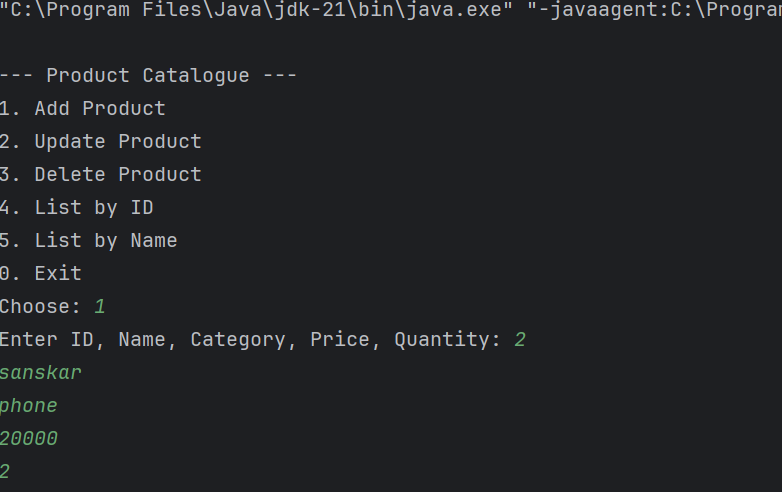 "C:\Program Files\Java\jdk-21\bin\java.exe" "-javaagent:C:\Program
--- Product Catalogue ---
1. Add Product
2. Update Product
3. Delete Product
4. List by ID
5. List by Name
0. Exit
Choose: 1
Enter ID, Name, Category, Price, Quantity: 2
sanskar
phone
20000
2